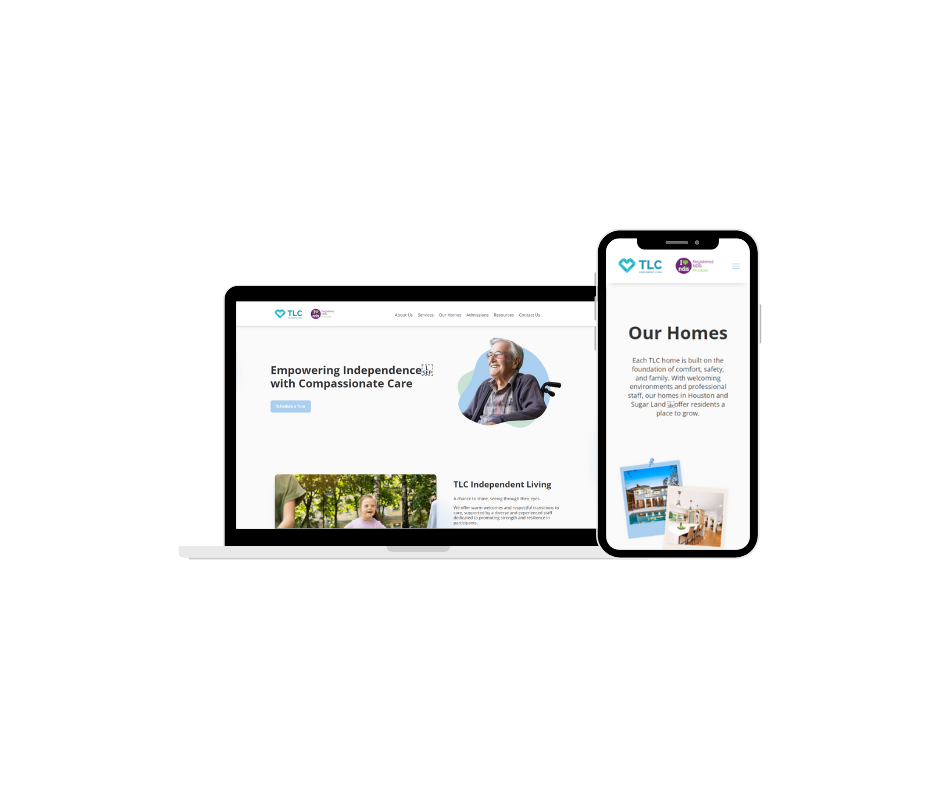 TLC
About Us Services Our Homes Admissions Resources Contact Us
Empowering Independence
with Compassionate Care
Schedule a Tour
TLC Independent Living
A chance to shine, seeing through their eyes.
We offer warm welcomes and respectful transitions to
care, supported by a diverse and experienced staff
dedicated to promoting strength and resilience in
participants.
TLC
I
ndis
Registered
NDIS
Provider
Our Homes
Each TLC home is built on the
foundation of comfort, safety,
and family. With welcoming
environments and professional
staff, our homes in Houston and
Sugar Land offer residents a
place to grow.